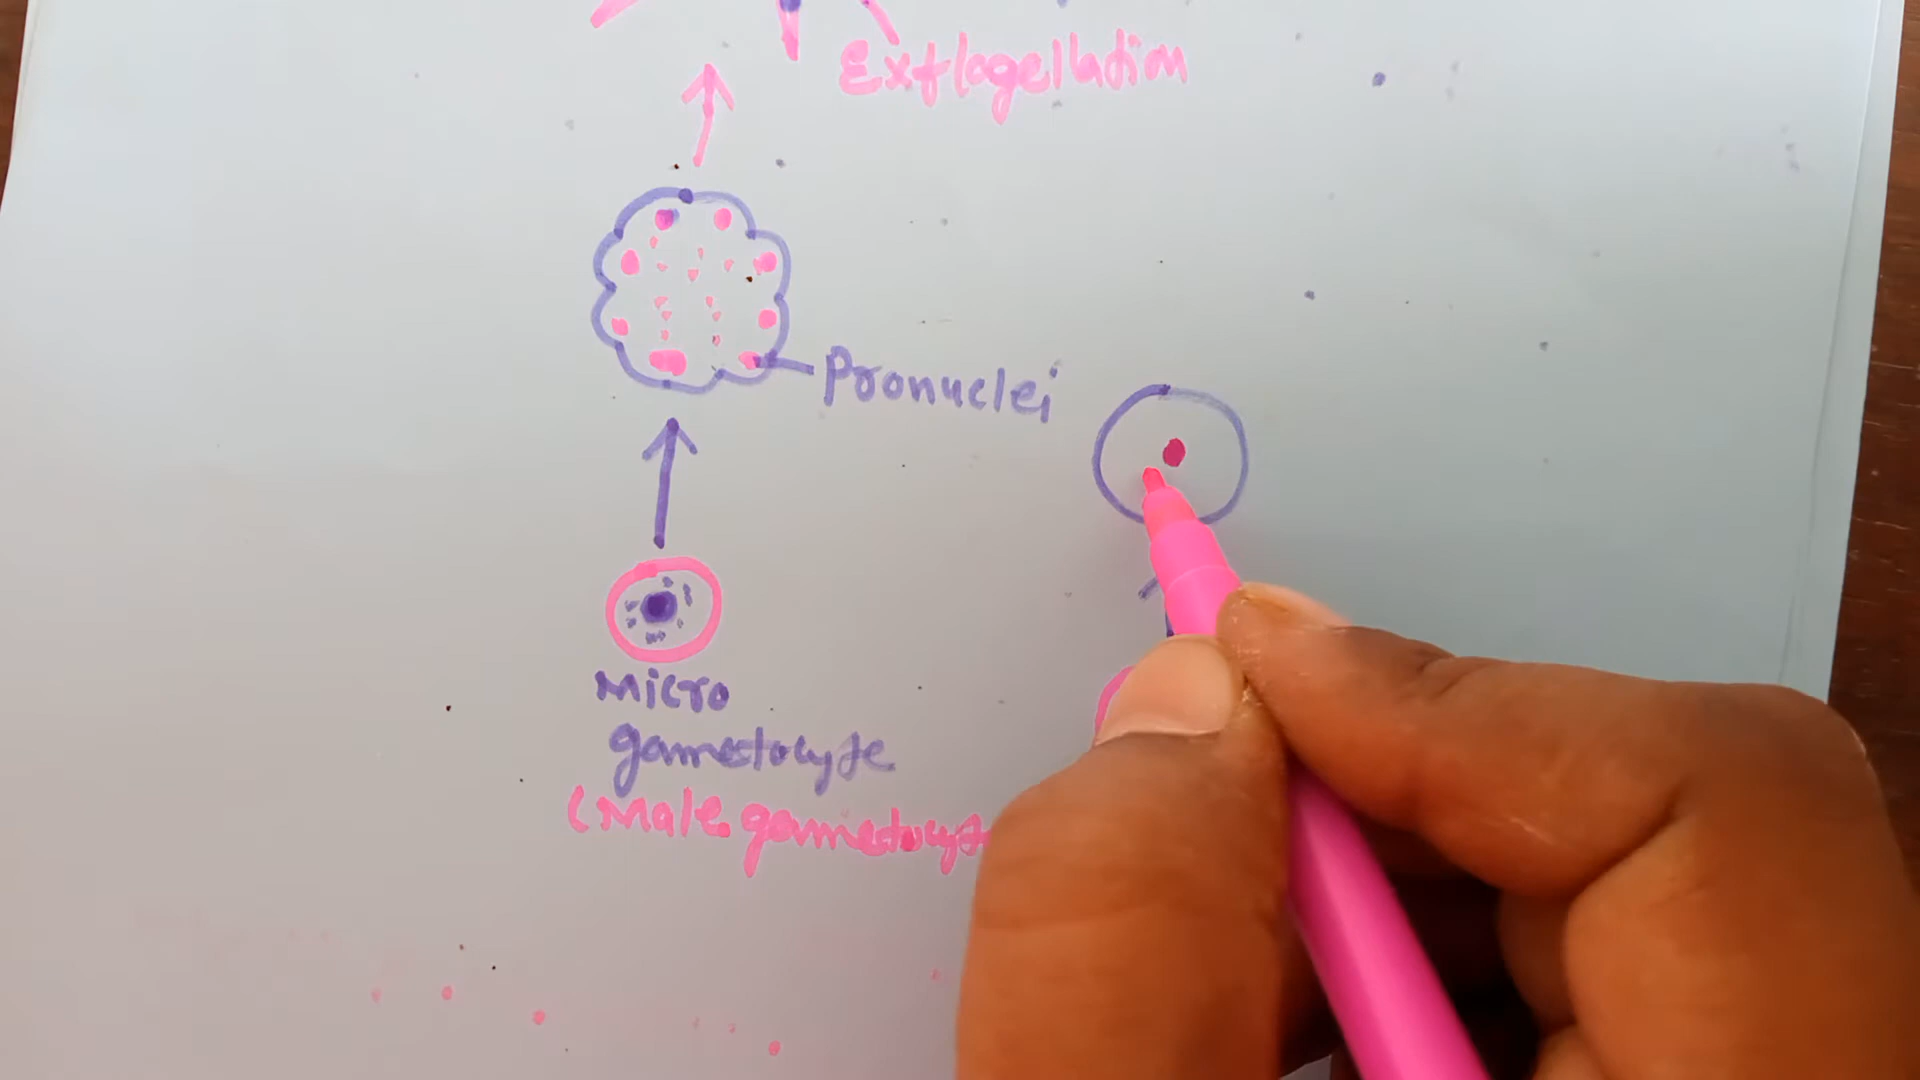 Exflagellation
Pronuclei
Micro
gametocyte
(Male gametocyte